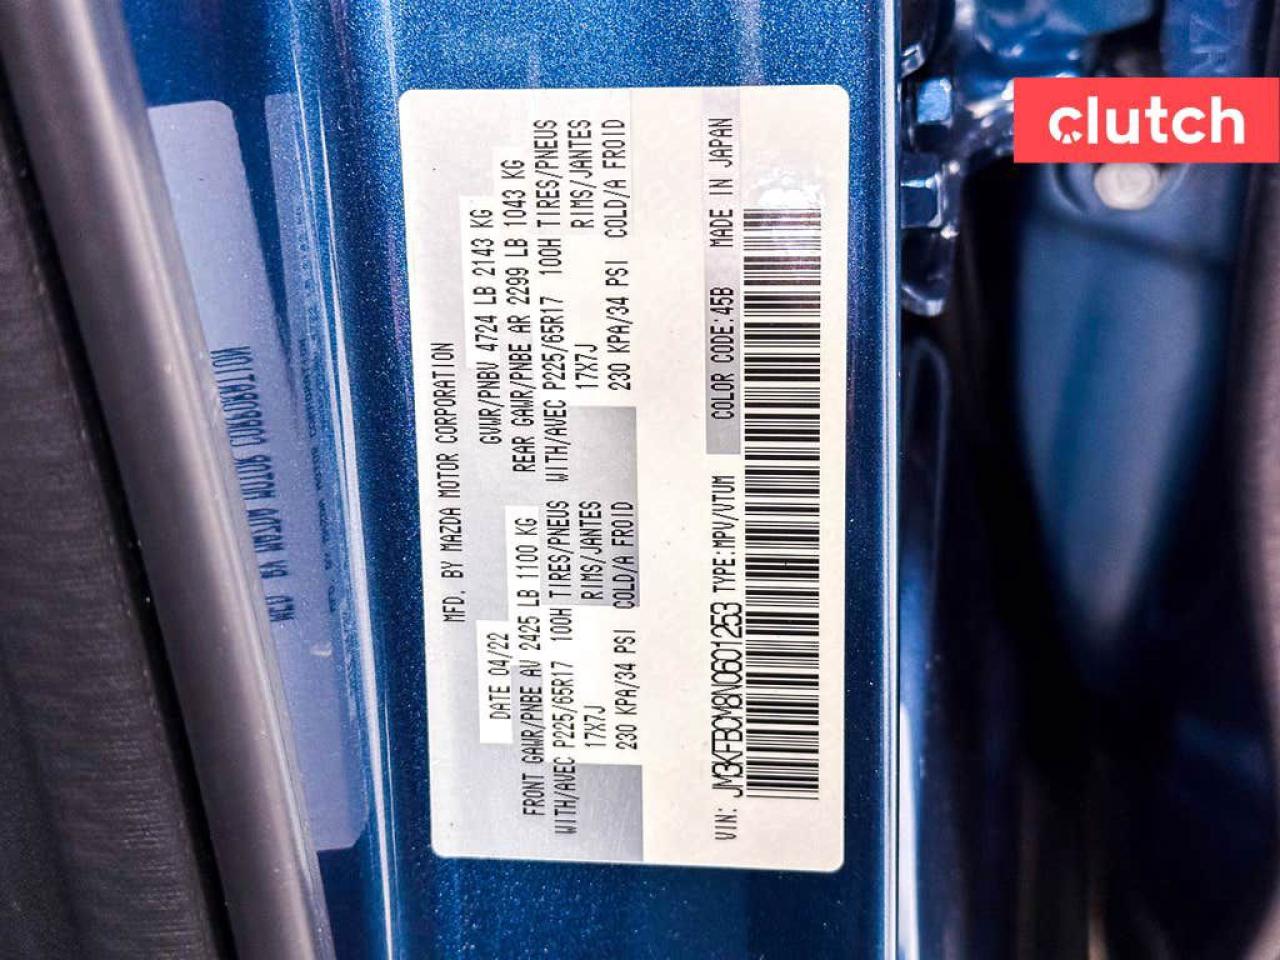 clutch
MFD. BY MAZDA MOTOR CORPORATION
DATE 04/22 GVWR/PNBV 4724 LB 2143 KG
FRONT GAWR/PNBE AV 2425 LB 1100 KG REAR GAWR/PNBE AR 2299 LB 1043 KG
WITH/AVEC P225/65R17 100H TIRES/PNEUS WITH/AVEC P225/65R17 100H TIRES/PNEUS
17X7J RIMS/JANTES 17X7J RIMS/JANTES
230 KPA/34 PSI COLD/A FROID 230 KPA/34 PSI COLD/A FROID
VIN: JM3KFBCM8N0601253 TYPE:MPV/VTUM COLOR CODE:45B MADE IN JAPAN